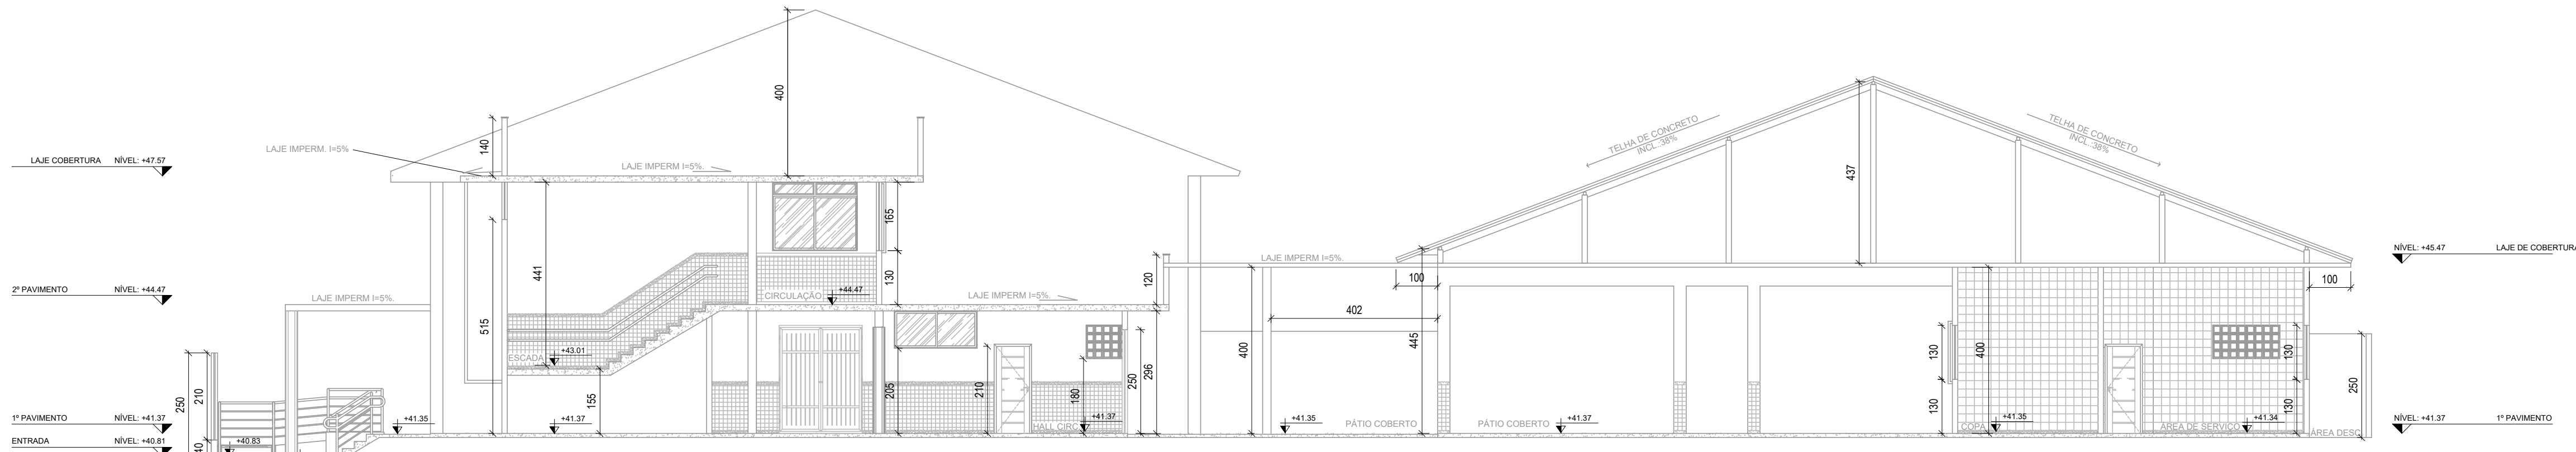 400
140
LAJE IMPERM. I=5%
LAJE IMPERM I=5%.
LAJE COBERTURA NÍVEL: +47.57
TELHA DE CONCRETO
INCL.:38%
TELHA DE CONCRETO
INCL.:38%
437
165
441
130
CIRCULAÇÃO
+44.47
2º PAVIMENTO NÍVEL: +44.47
LAJE IMPERM I=5%.
LAJE IMPERM I=5%.
120
LAJE IMPERM I=5%.
100
100
NÍVEL: +45.47 LAJE DE COBERTURA
402
515
400
445
ESCADA
+43.01
130
400
130
250
210
155
205
210
180
250
296
130
130
250
1º PAVIMENTO NÍVEL: +41.37
+41.35
+41.37
HALL CIRC.
+41.37
+41.35
PÁTIO COBERTO
PÁTIO COBERTO
+41.37
COPA
+41.35
ÁREA DE SERVIÇO
+41.34
ÁREA DESC.
NÍVEL: +41.37 1º PAVIMENTO
ENTRADA NÍVEL: +40.81
40
+40.83